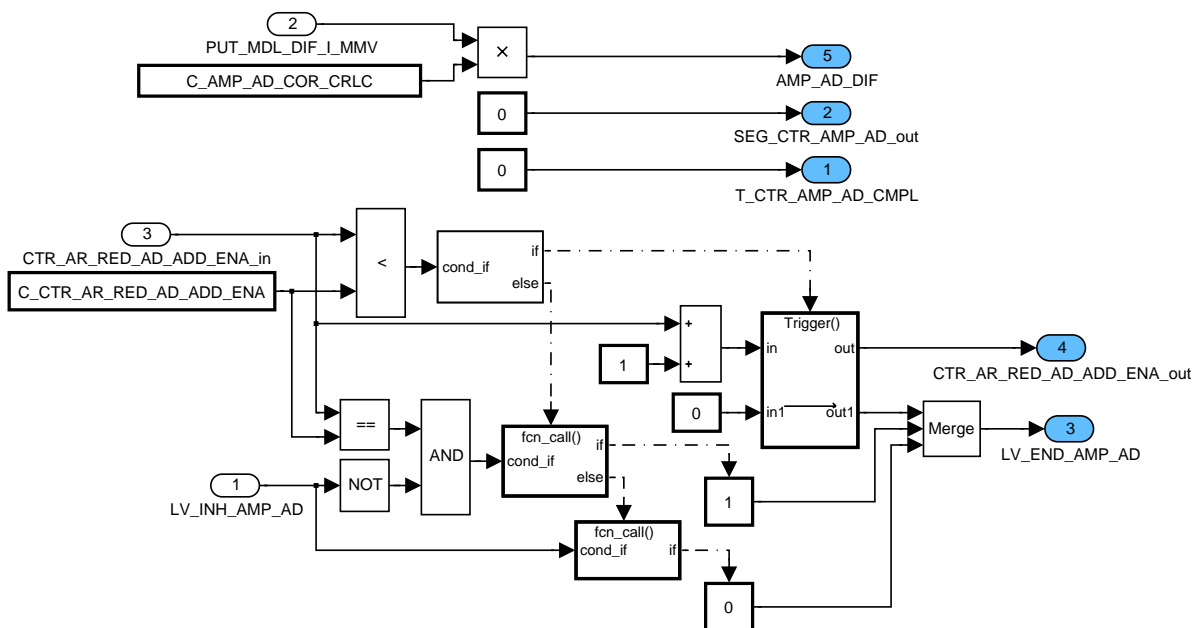 2
PUT_MDL_DIF_I_MMV
C_AMP_AD_COR_CRLC
×
5
AMP_AD_DIF
0
2
SEG_CTR_AMP_AD_out
0
1
T_CTR_AMP_AD_CMPL
3
CTR_AR_RED_AD_ADD_ENA_in
C_CTR_AR_RED_AD_ADD_ENA
<
cond_if
if
else
+
+
1
0
Trigger()
in
out
in1
out1
4
CTR_AR_RED_AD_ADD_ENA_out
==
AND
NOT
1
LV_INH_AMP_AD
fcn_call()
cond_if
if
else
Merge
3
LV_END_AMP_AD
1
fcn_call()
cond_if
if
0